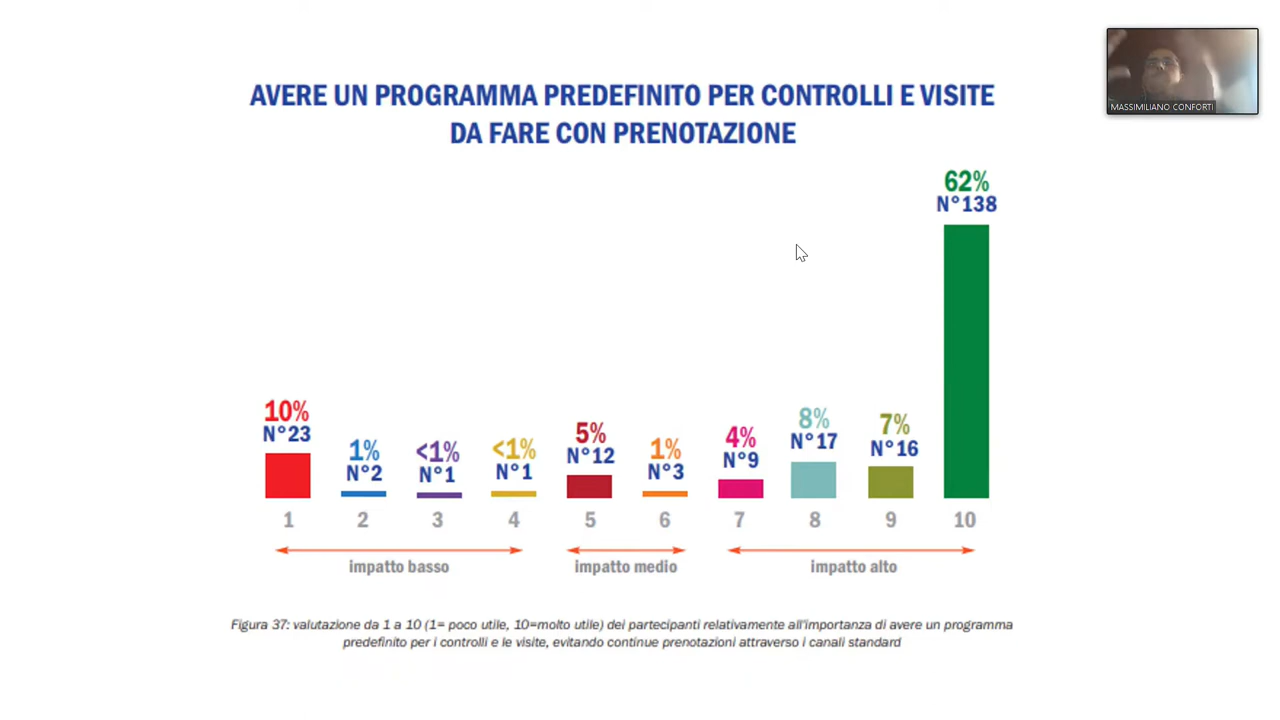 MASSIMILIANO CONFORTI
AVERE UN PROGRAMMA PREDEFINITO PER CONTROLLI E VISITE
DA FARE CON PRENOTAZIONE
62%
N°138
10%
N°23
1%
N°2
<1%
N°1
<1%
N°1
5%
N°12
1%
N°3
4%
N°9
8%
N°17
7%
N°16
1 2 3 4 5 6 7 8 9 10
impatto basso impatto medio impatto alto
Figura 37: valutazione da 1 a 10 (1= poco utile, 10=molto utile) dei partecipanti relativamente all'importanza di avere un programma
predefinito per i controlli e le visite, evitando continue prenotazioni attraverso i canali standard